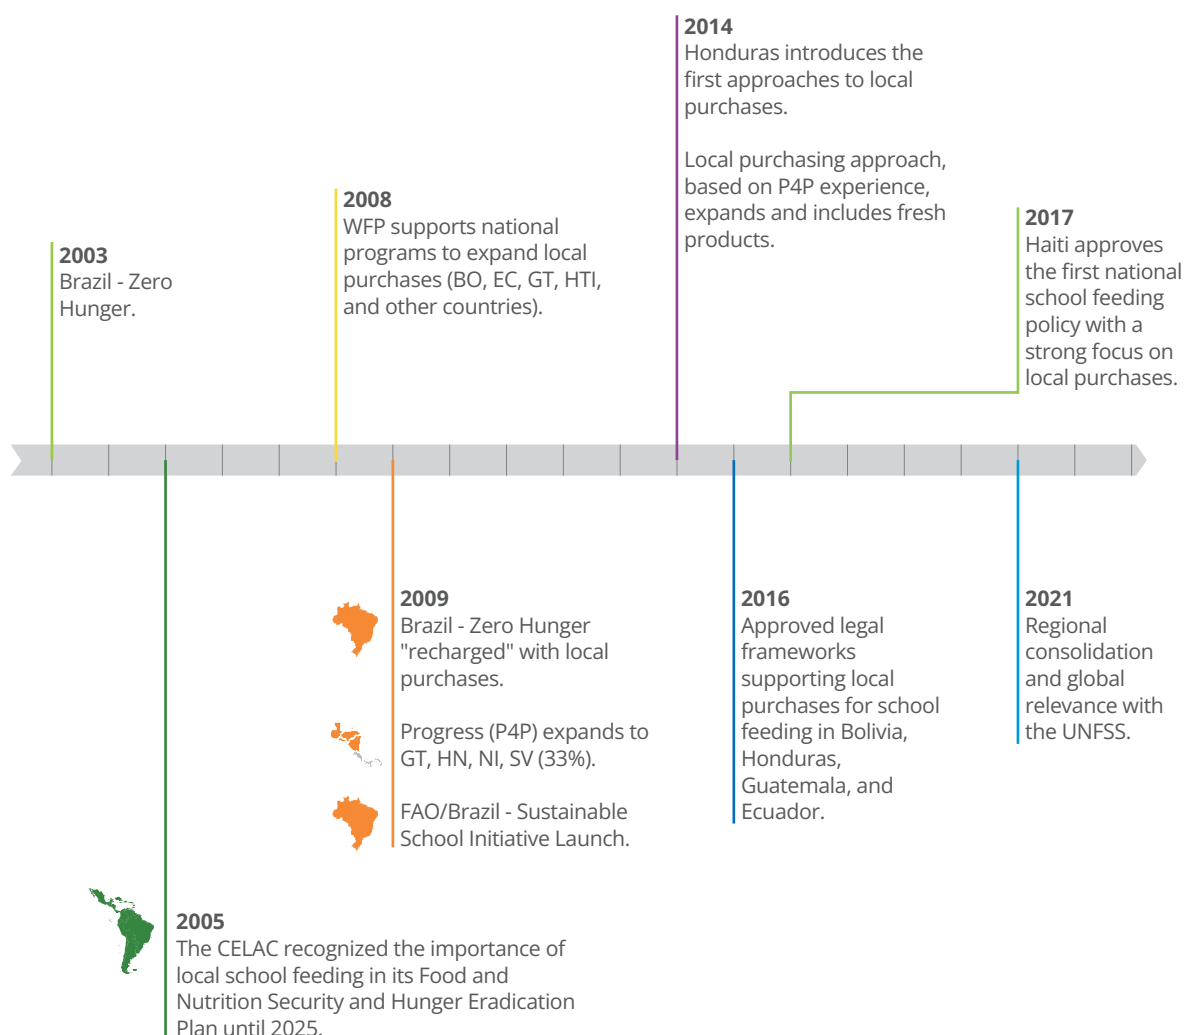 2014
Honduras introduces the
first approaches to local
purchases.
Local purchasing approach,
based on P4P experience,
expands and includes fresh
products.
2008
WFP supports national
programs to expand local
purchases (BO, EC, GT, HTI,
and other countries).
2017
Haiti approves
the first national
school feeding
policy with a
strong focus on
local purchases.
2003
Brazil - Zero
Hunger.
2009
Brazil - Zero Hunger
"recharged" with local
purchases.
Progress (P4P) expands to
GT, HN, NI, SV (33%).
FAO/Brazil - Sustainable
School Initiative Launch.
2016
Approved legal
frameworks
supporting local
purchases for school
feeding in Bolivia,
Honduras,
Guatemala, and
Ecuador.
2021
Regional
consolidation
and global
relevance with
the UNFSS.
2005
The CELAC recognized the importance of
local school feeding in its Food and
Nutrition Security and Hunger Eradication
Plan until 2025.